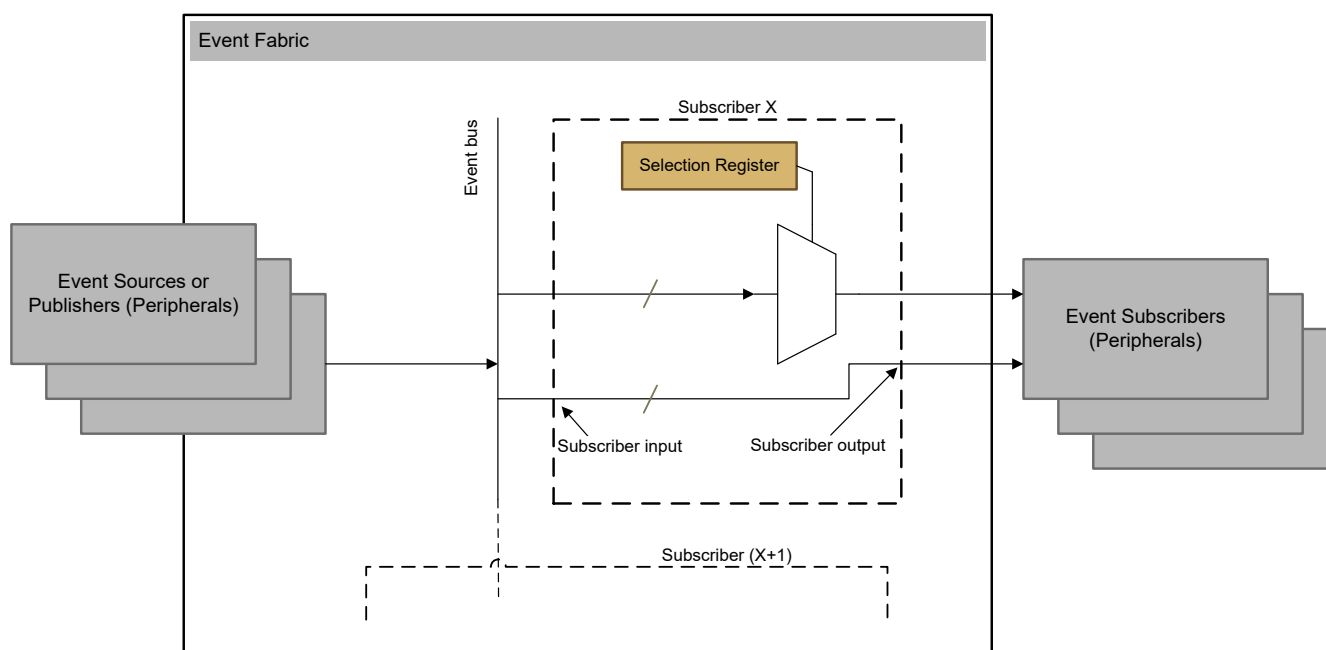 Event Fabric
Subscriber X
Event bus
Selection Register
Event Sources or
Publishers (Peripherals)
Event Subscribers
(Peripherals)
Subscriber input
Subscriber output
Subscriber (X+1)